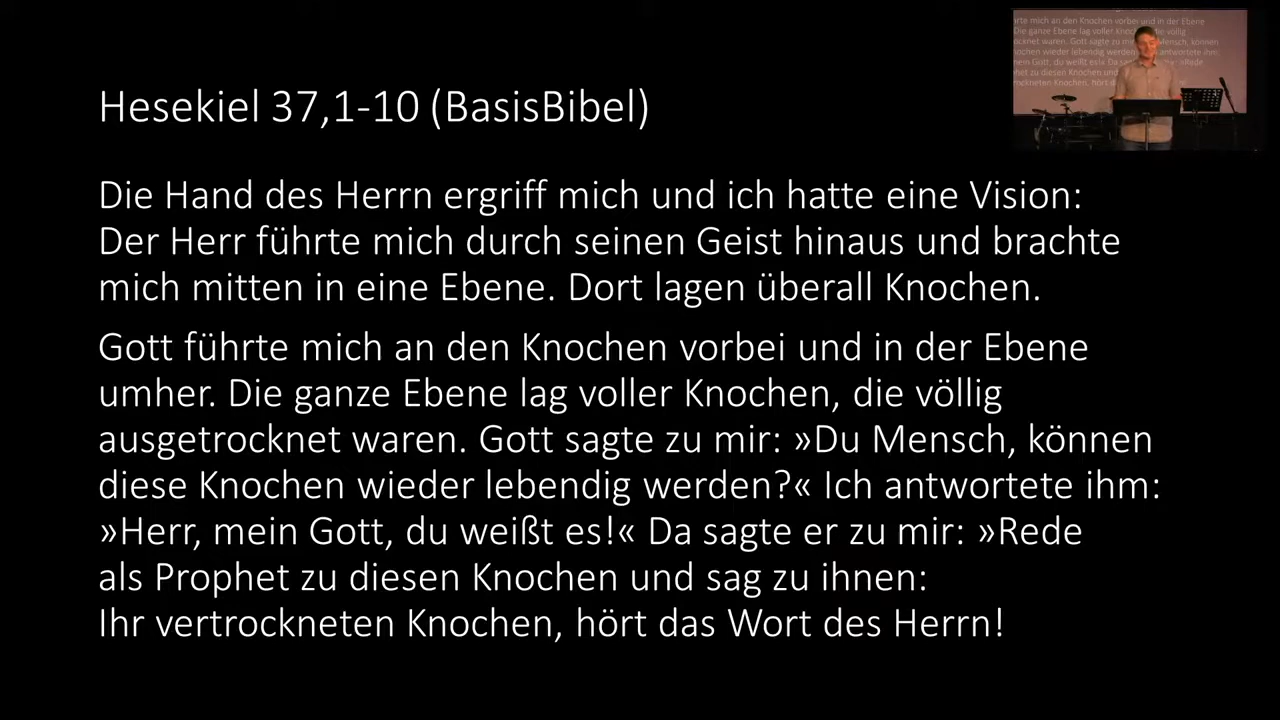 Hesekiel 37,1-10 (BasisBibel)
Die Hand des Herrn ergriff mich und ich hatte eine Vision:
Der Herr führte mich durch seinen Geist hinaus und brachte
mich mitten in eine Ebene. Dort lagen überall Knochen.
Gott führte mich an den Knochen vorbei und in der Ebene
umher. Die ganze Ebene lag voller Knochen, die völlig
ausgetrocknet waren. Gott sagte zu mir: »Du Mensch, können
diese Knochen wieder lebendig werden?« Ich antwortete ihm:
»Herr, mein Gott, du weißt es!« Da sagte er zu mir: »Rede
als Prophet zu diesen Knochen und sag zu ihnen:
Ihr vertrockneten Knochen, hört das Wort des Herrn!